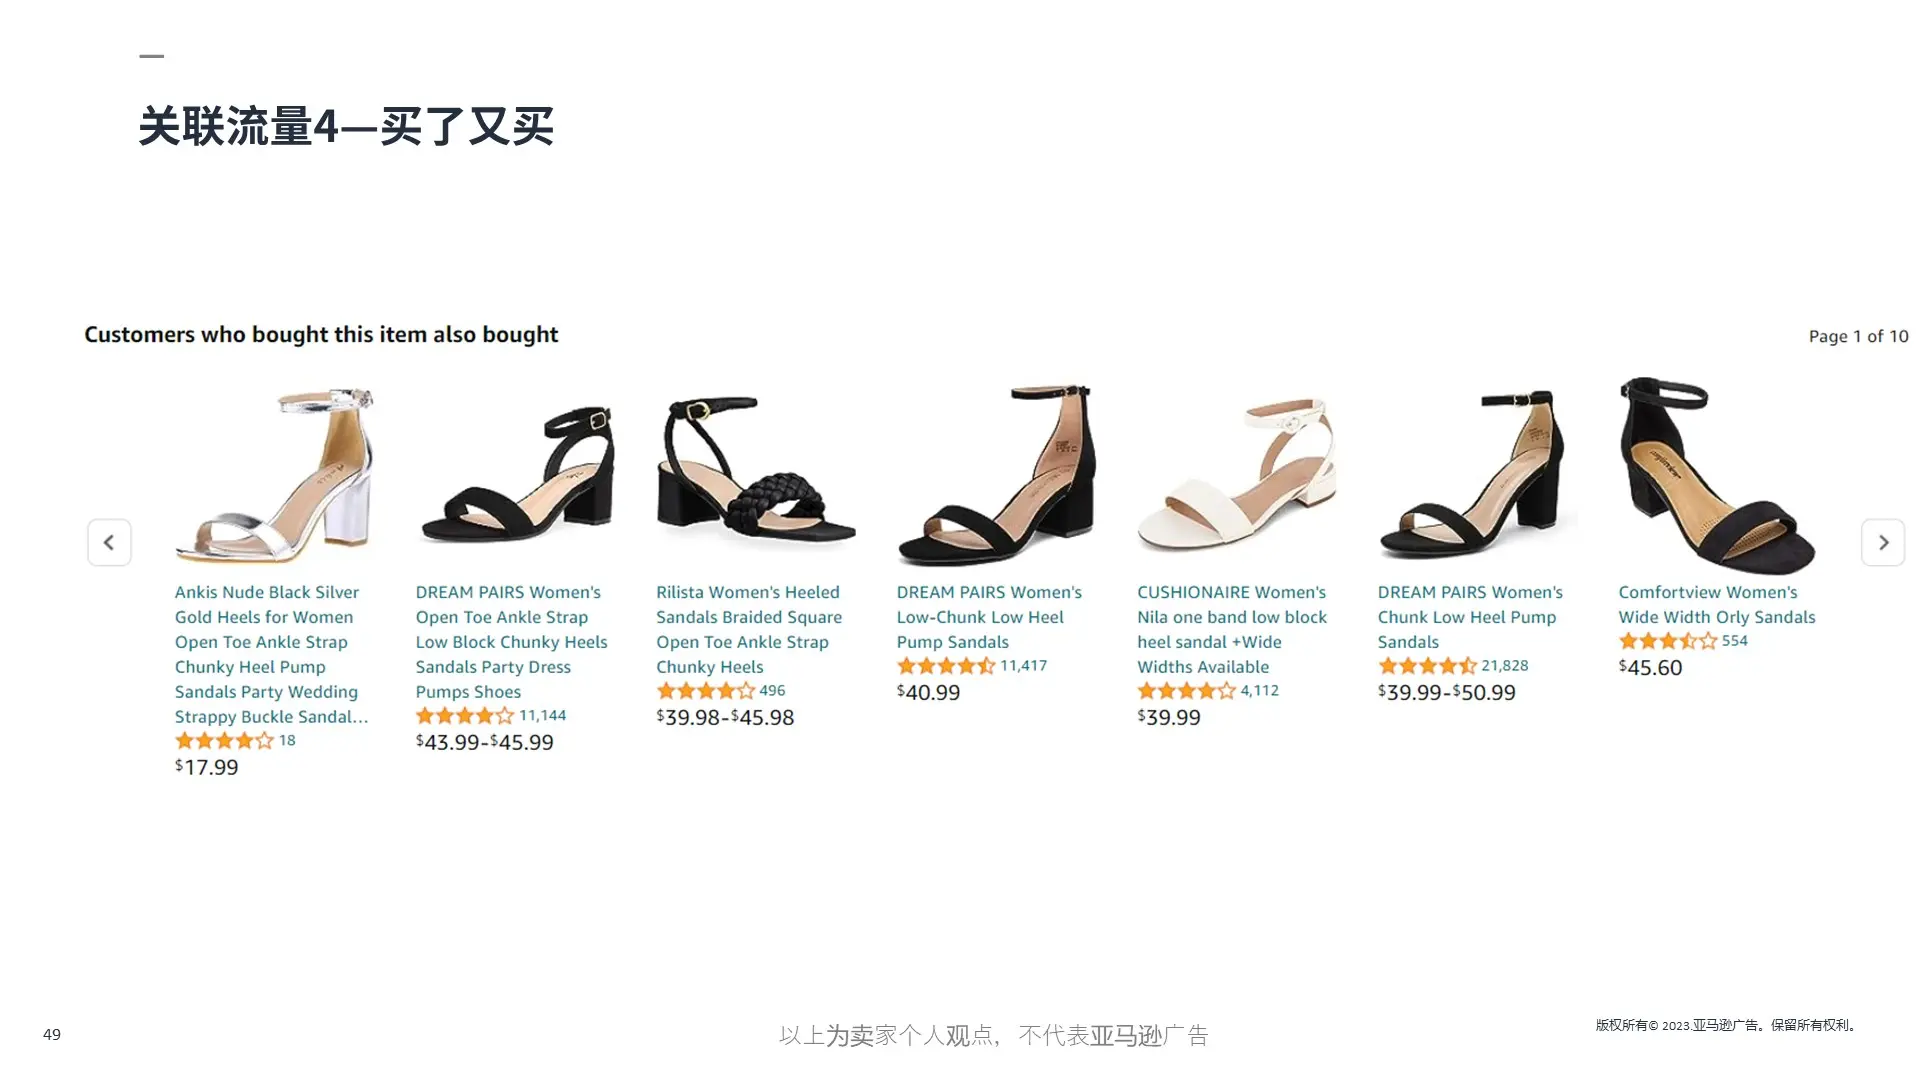 关联流量4—买了又买
Customers who bought this item also bought
Page 1 of 10
Ankis Nude Black Silver
Gold Heels for Women
Open Toe Ankle Strap
Chunky Heel Pump
Sandals Party Wedding
Strappy Buckle Sandal…
18
$17.99
DREAM PAIRS Women's
Open Toe Ankle Strap
Low Block Chunky Heels
Sandals Party Dress
Pumps Shoes
11,144
$43.99-$45.99
Rilista Women's Heeled
Sandals Braided Square
Open Toe Ankle Strap
Chunky Heels
496
$39.98-$45.98
DREAM PAIRS Women's
Low-Chunk Low Heel
Pump Sandals
11,417
$40.99
CUSHIONAIRE Women's
Nila one band low block
heel sandal +Wide
Widths Available
4,112
$39.99
DREAM PAIRS Women's
Chunk Low Heel Pump
Sandals
21,828
$39.99-$50.99
Comfortview Women's
Wide Width Orly Sandals
554
$45.60
49
以上为卖家个人观点，不代表亚马逊广告
版权所有© 2023.亚马逊广告。保留所有权利。